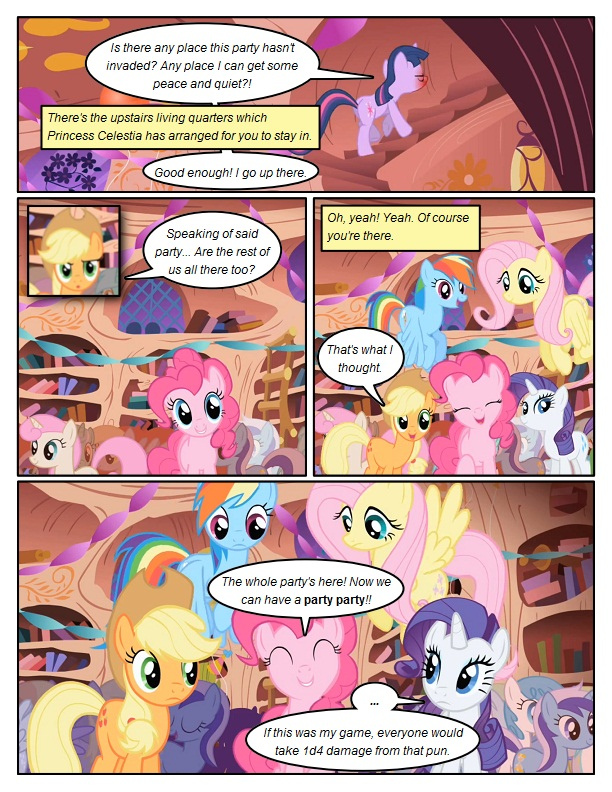 Is there any place this party hasn't
invaded? Any place I can get some
peace and quiet?!
There's the upstairs living quarters which
Princess Celestia has arranged for you to stay in.
Good enough! I go up there.
Speaking of said
party... Are the rest of
us all there too?
Oh, yeah! Yeah. Of course
you're there.
That's what I
thought.
The whole party's here! Now we
can have a party party!!
...
If this was my game, everyone would
take 1d4 damage from that pun.